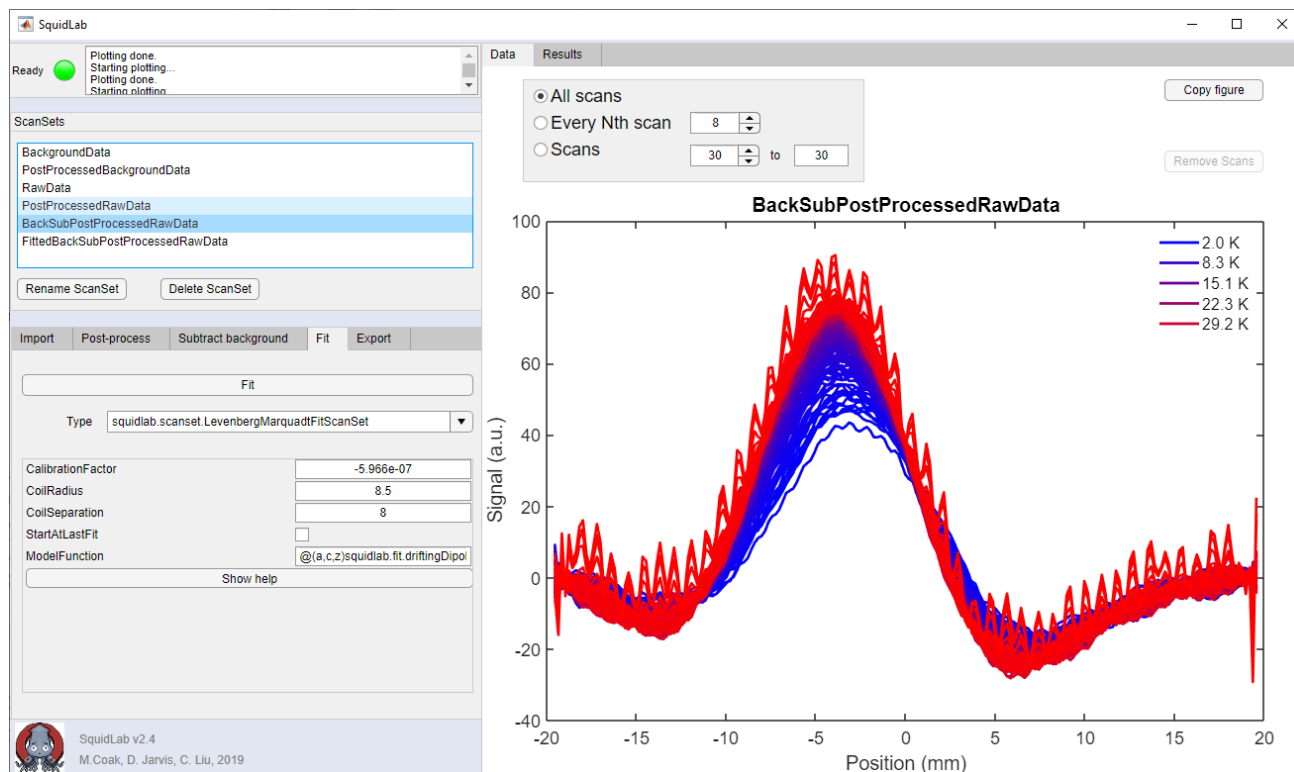 SquidLab
Ready
Plotting done.
Starting plotting...
Plotting done.
Starting plotting
ScanSets
BackgroundData
PostProcessedBackgroundData
RawData
PostProcessedRawData
BackSubPostProcessedRawData
FittedBackSubPostProcessedRawData
Rename ScanSet Delete ScanSet
Import Post-process Subtract background Fit Export
Fit
Type squidlab.scanset.LevenbergMarquadtFitScanSet
CalibrationFactor -5.966e-07
CoilRadius 8.5
CoilSeparation 8
StartAtLastFit
ModelFunction @(a,c,z)squidlab.fit.driftingDipol
Show help
SquidLab v2.4
M.Coak, D. Jarvis, C. Liu, 2019
Data Results
All scans
Every Nth scan 8
Scans 30 to 30
Copy figure
Remove Scans
BackSubPostProcessedRawData
2.0 K
8.3 K
15.1 K
22.3 K
29.2 K
Signal (a.u.)
100
80
60
40
20
0
-20
-40
-20 -15 -10 -5 0 5 10 15 20
Position (mm)